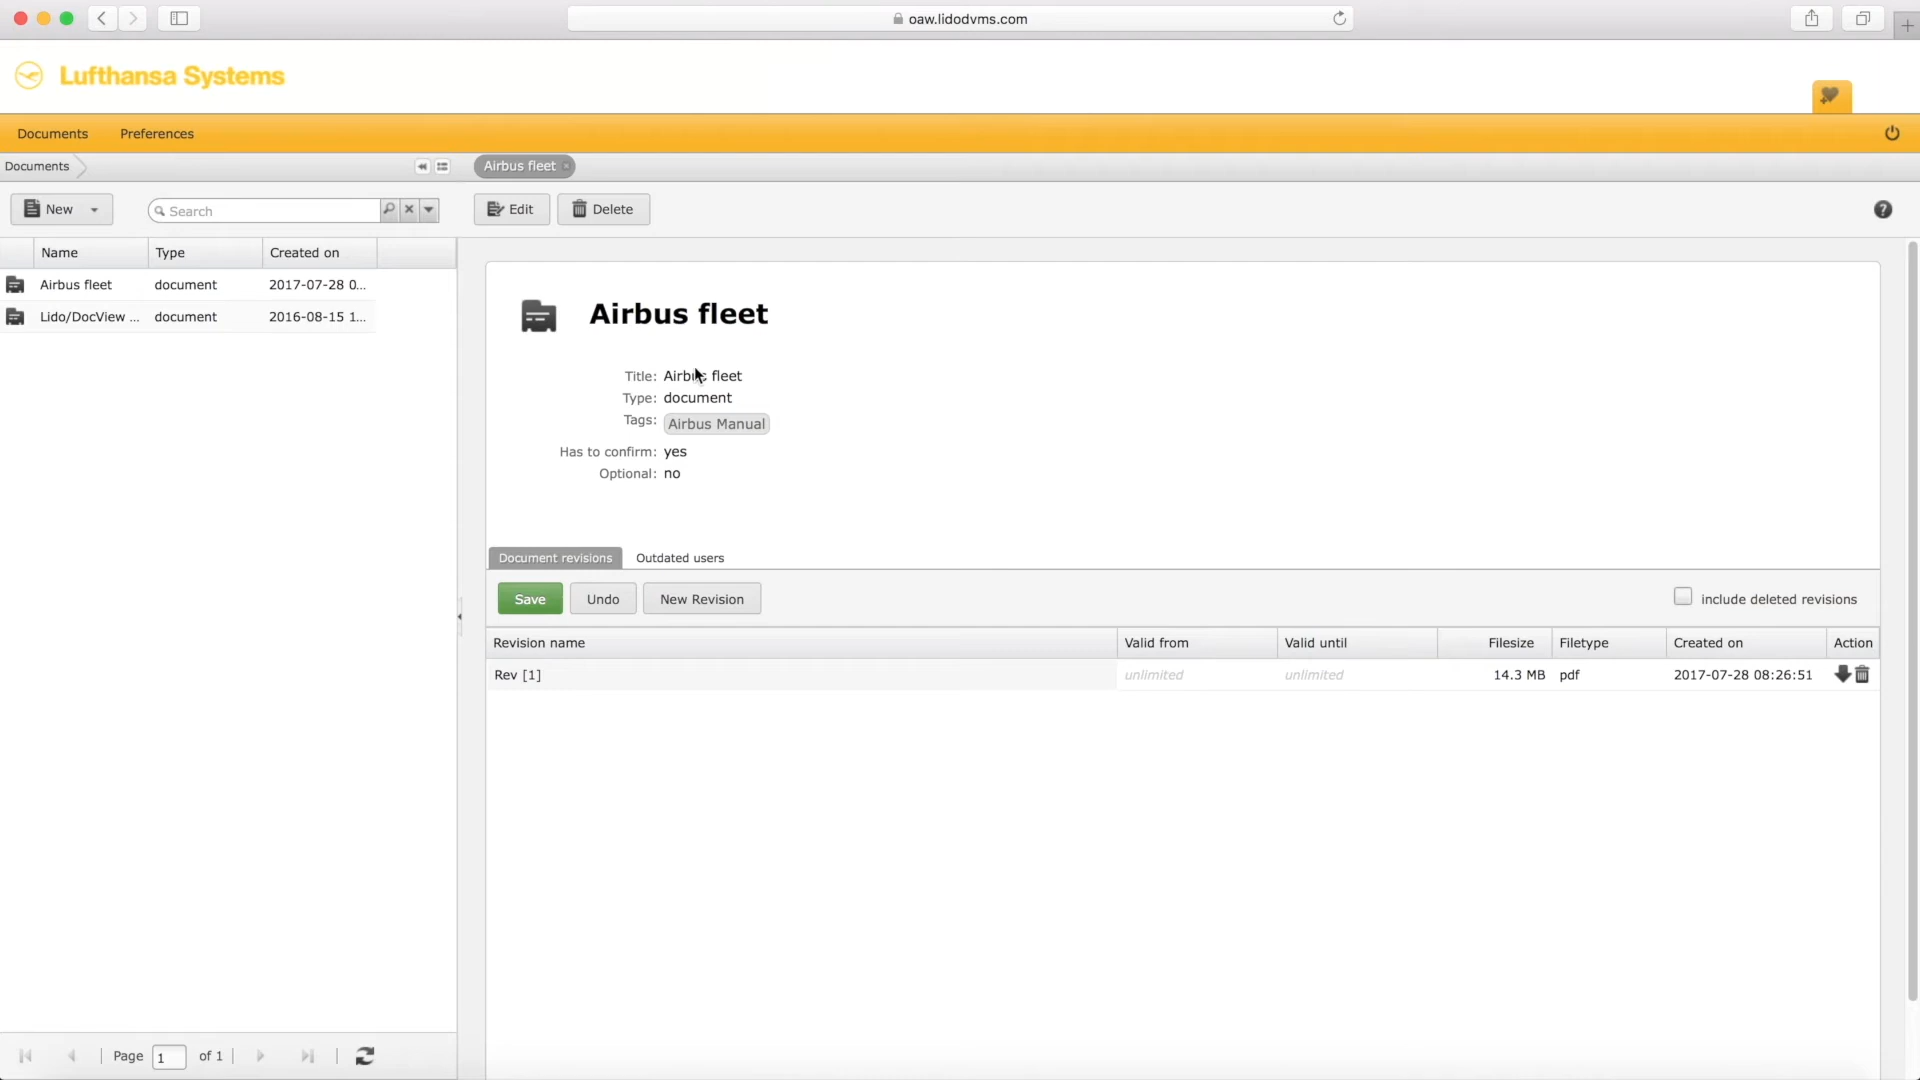 oaw.lidodvms.com
Lufthansa Systems
Documents Preferences
Documents Airbus fleet
New Search Edit Delete
Name Type Created on
Airbus fleet document 2017-07-28 0...
Lido/DocView ... document 2016-08-15 1...
Airbus fleet
Title: Airbus fleet
Type: document
Tags: Airbus Manual
Has to confirm: yes
Optional: no
Document revisions Outdated users
Save Undo New Revision include deleted revisions
Revision name Valid from Valid until Filesize Filetype Created on Action
Rev [1] unlimited unlimited 14.3 MB pdf 2017-07-28 08:26:51
Page 1 of 1